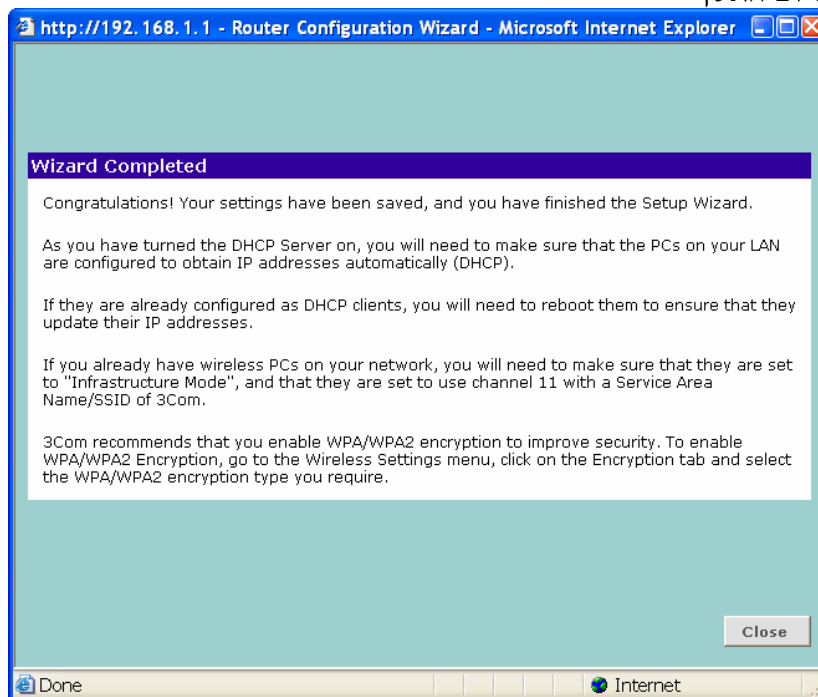 http://192.168.1.1 - Router Configuration Wizard - Microsoft Internet Explorer
Wizard Completed
Congratulations! Your settings have been saved, and you have finished the Setup Wizard.
As you have turned the DHCP Server on, you will need to make sure that the PCs on your LAN
are configured to obtain IP addresses automatically (DHCP).
If they are already configured as DHCP clients, you will need to reboot them to ensure that they
update their IP addresses.
If you already have wireless PCs on your network, you will need to make sure that they are set
to "Infrastructure Mode", and that they are set to use channel 11 with a Service Area
Name/SSID of 3Com.
3Com recommends that you enable WPA/WPA2 encryption to improve security. To enable
WPA/WPA2 Encryption, go to the Wireless Settings menu, click on the Encryption tab and select
the WPA/WPA2 encryption type you require.
Close
Done
Internet